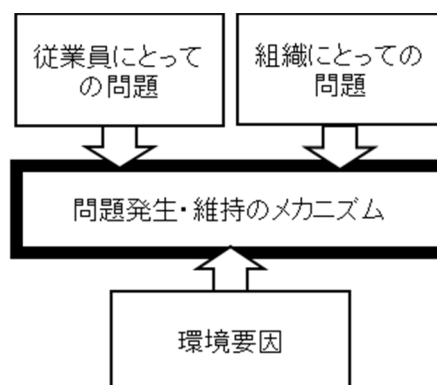 従業員にとって
の問題
組織にとっての
問題
問題発生・維持のメカニズム
環境要因